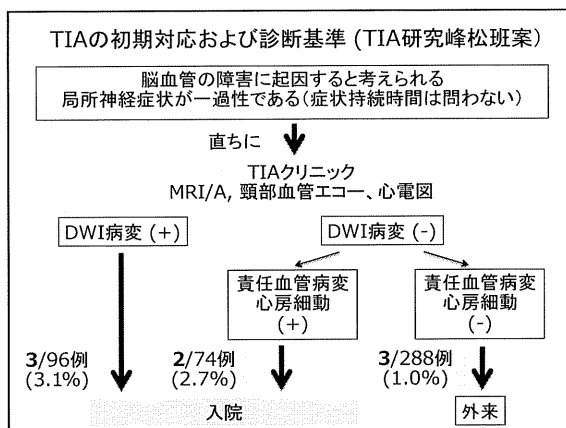 TIAの初期対応および診断基準 (TIA研究峰松班案)
脳血管の障害に起因すると考えられる
局所神経症状が一過性である(症状持続時間は問わない)
直ちに
TIAクリニック
MRI/A, 頸部血管エコー、心電図
DWI病変 (+)
DWI病変 (-)
責任血管病変
心房細動
(+)
責任血管病変
心房細動
(-)
3/96例
(3.1%)
2/74例
(2.7%)
3/288例
(1.0%)
入院
外来